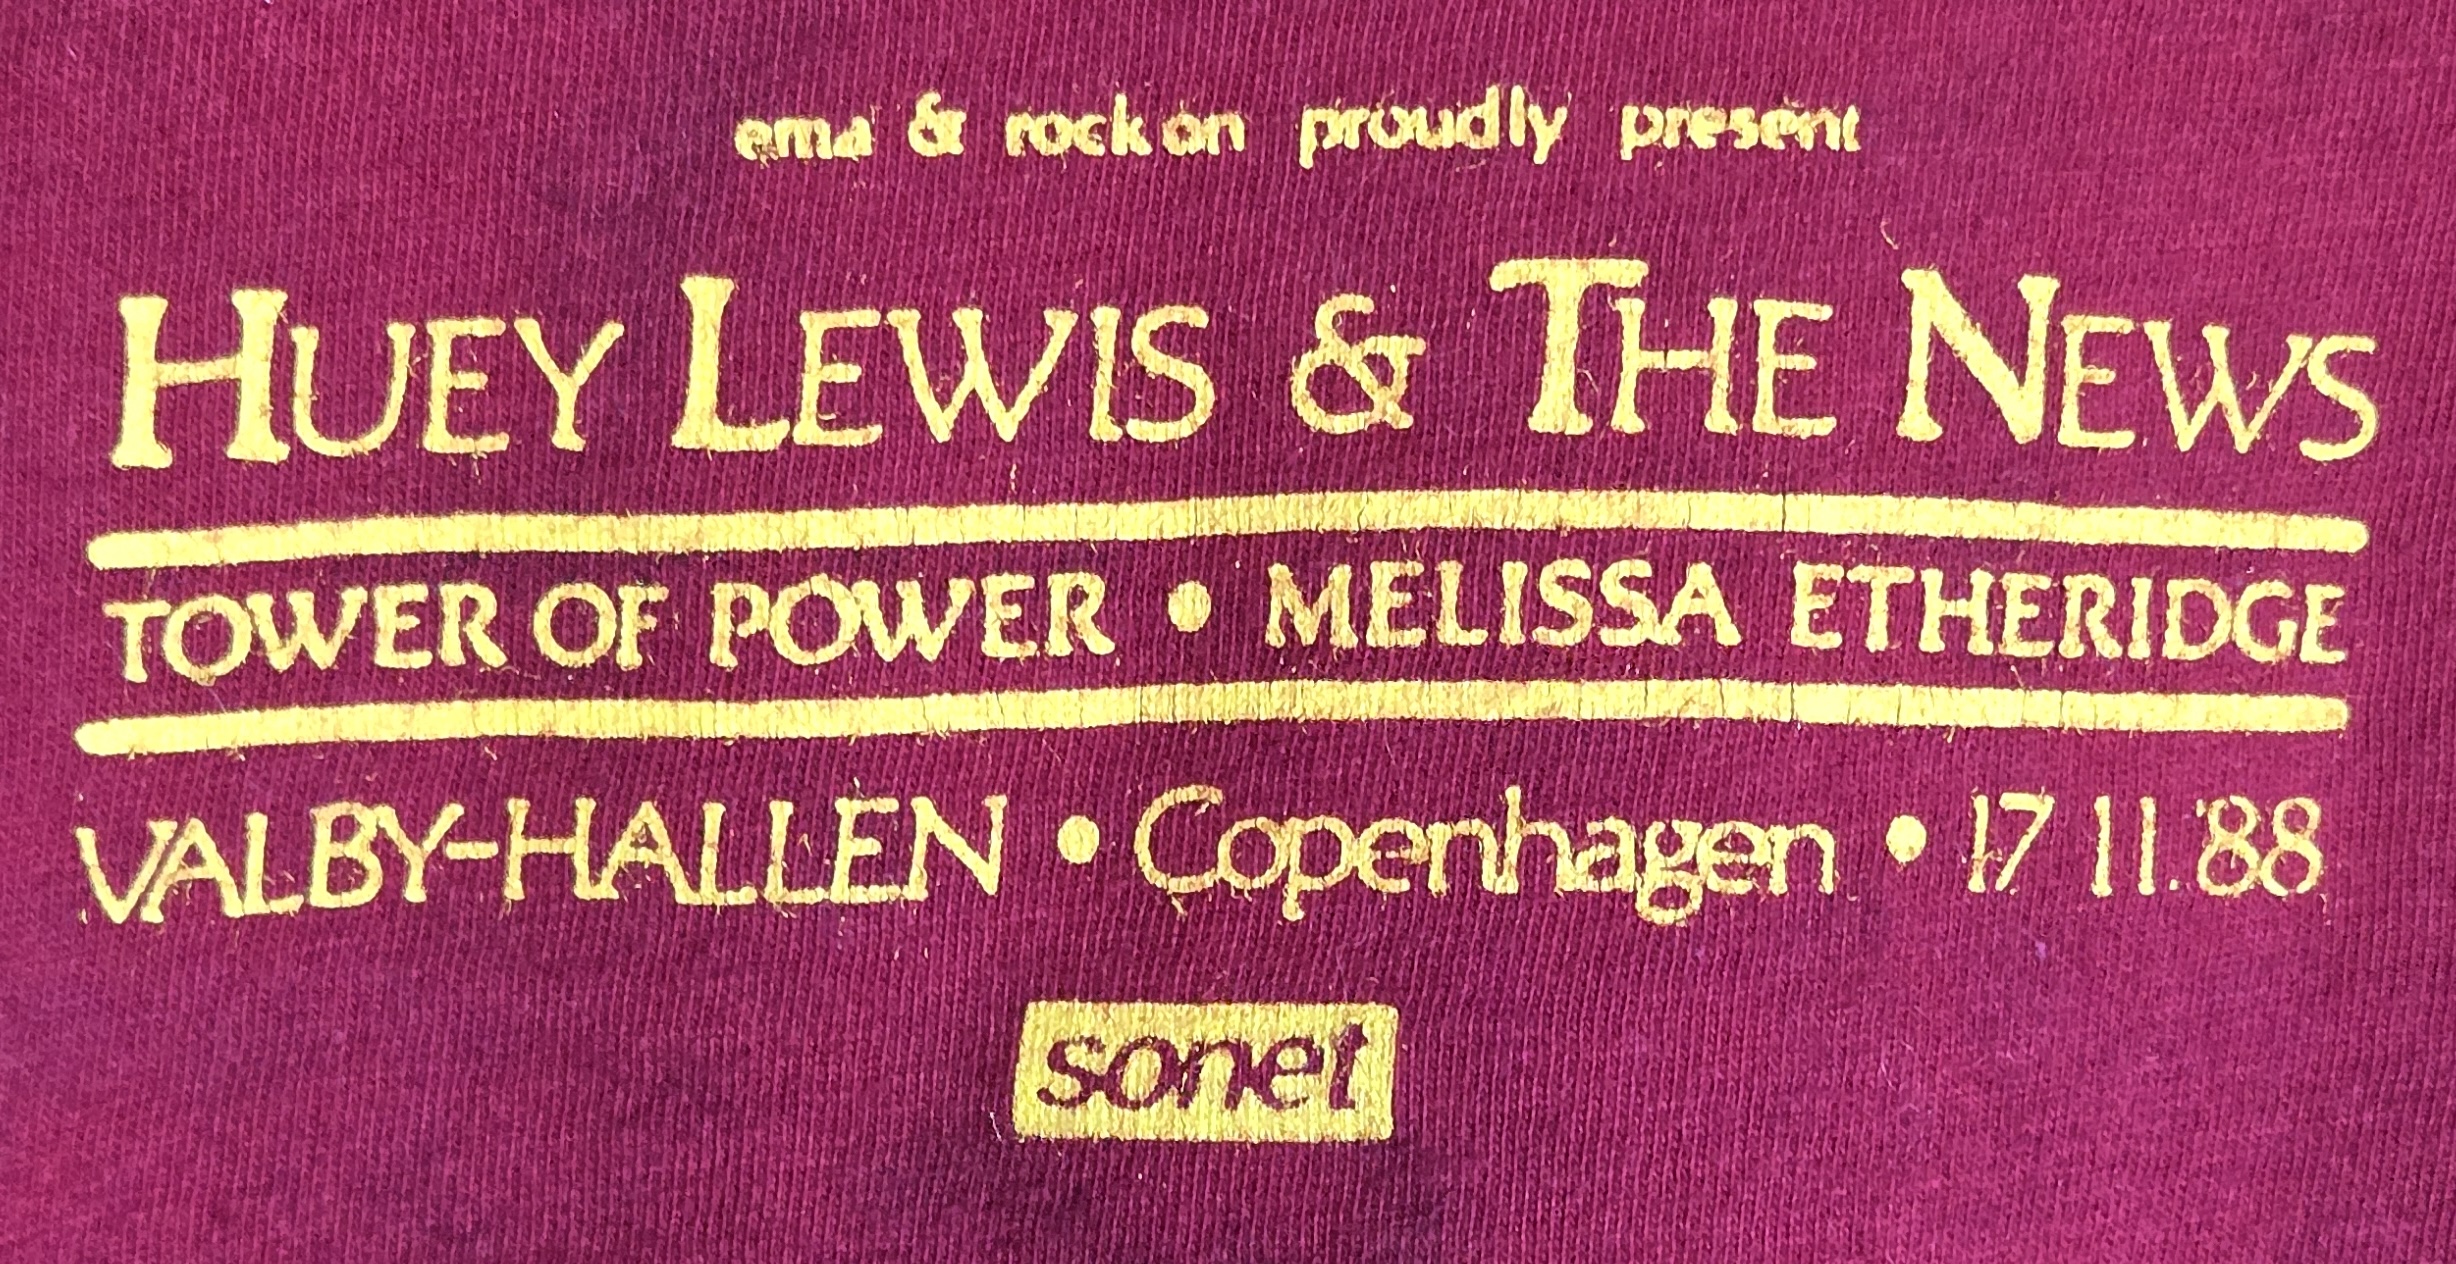 ema & rock on proudly present
HUEY LEWIS & THE NEWS
TOWER OF POWER • MELISSA ETHERIDGE
VALBY-HALLEN • Copenhagen • 17 11.'88
sonet